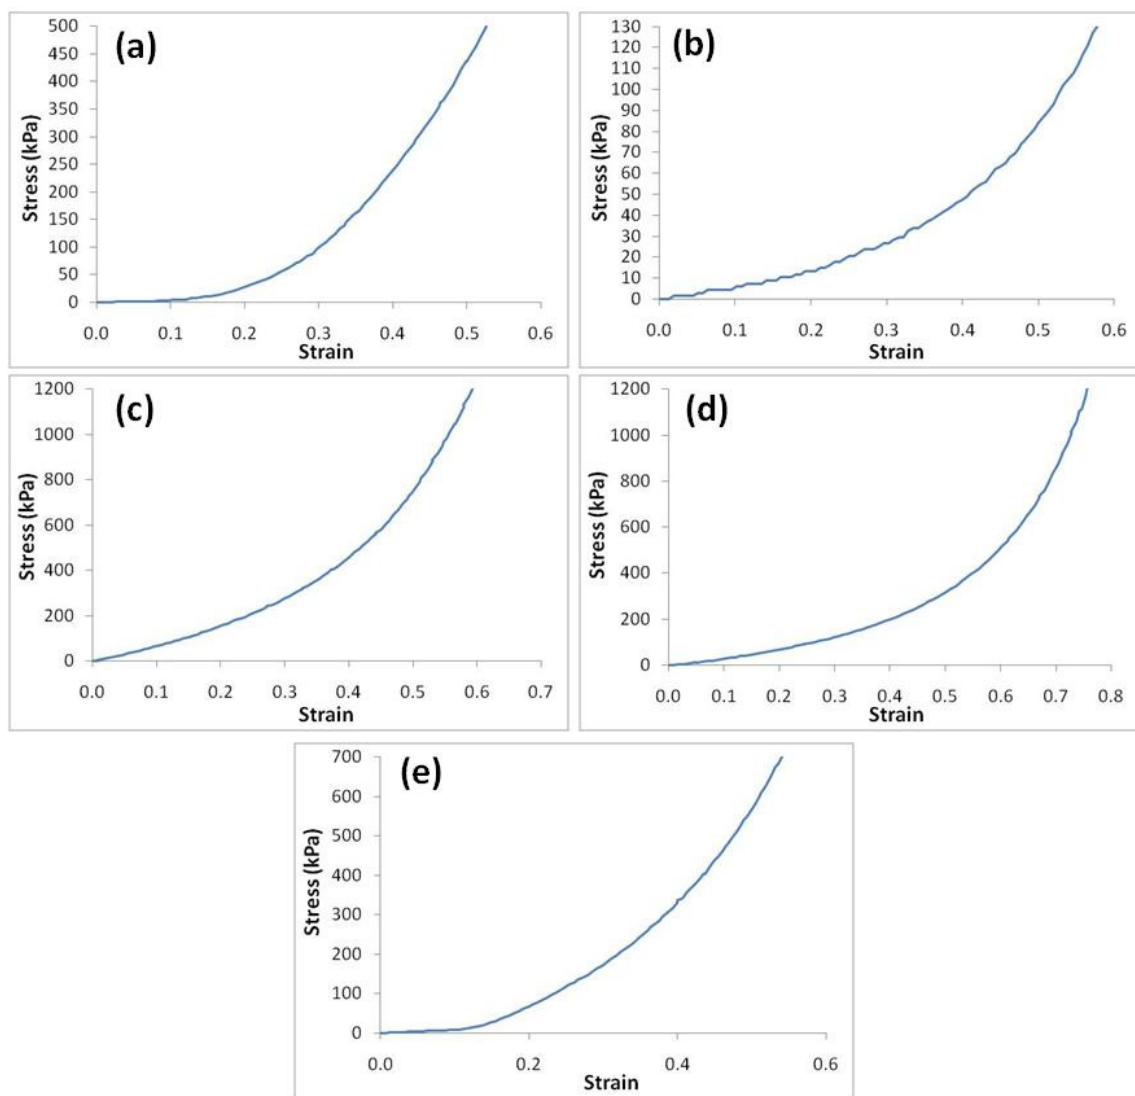 (a)
500
450
400
350
300
250
200
150
100
50
0
Stress (kPa)
0.0 0.1 0.2 0.3 0.4 0.5 0.6
Strain
(b)
130
120
110
100
90
80
70
60
50
40
30
20
10
0
Stress (kPa)
0.0 0.1 0.2 0.3 0.4 0.5 0.6
Strain
(c)
1200
1000
800
600
400
200
0
Stress (kPa)
0.0 0.1 0.2 0.3 0.4 0.5 0.6 0.7
Strain
(d)
1200
1000
800
600
400
200
0
Stress (kPa)
0.0 0.1 0.2 0.3 0.4 0.5 0.6 0.7 0.8
Strain
(e)
700
600
500
400
300
200
100
0
Stress (kPa)
0.0 0.2 0.4 0.6
Strain